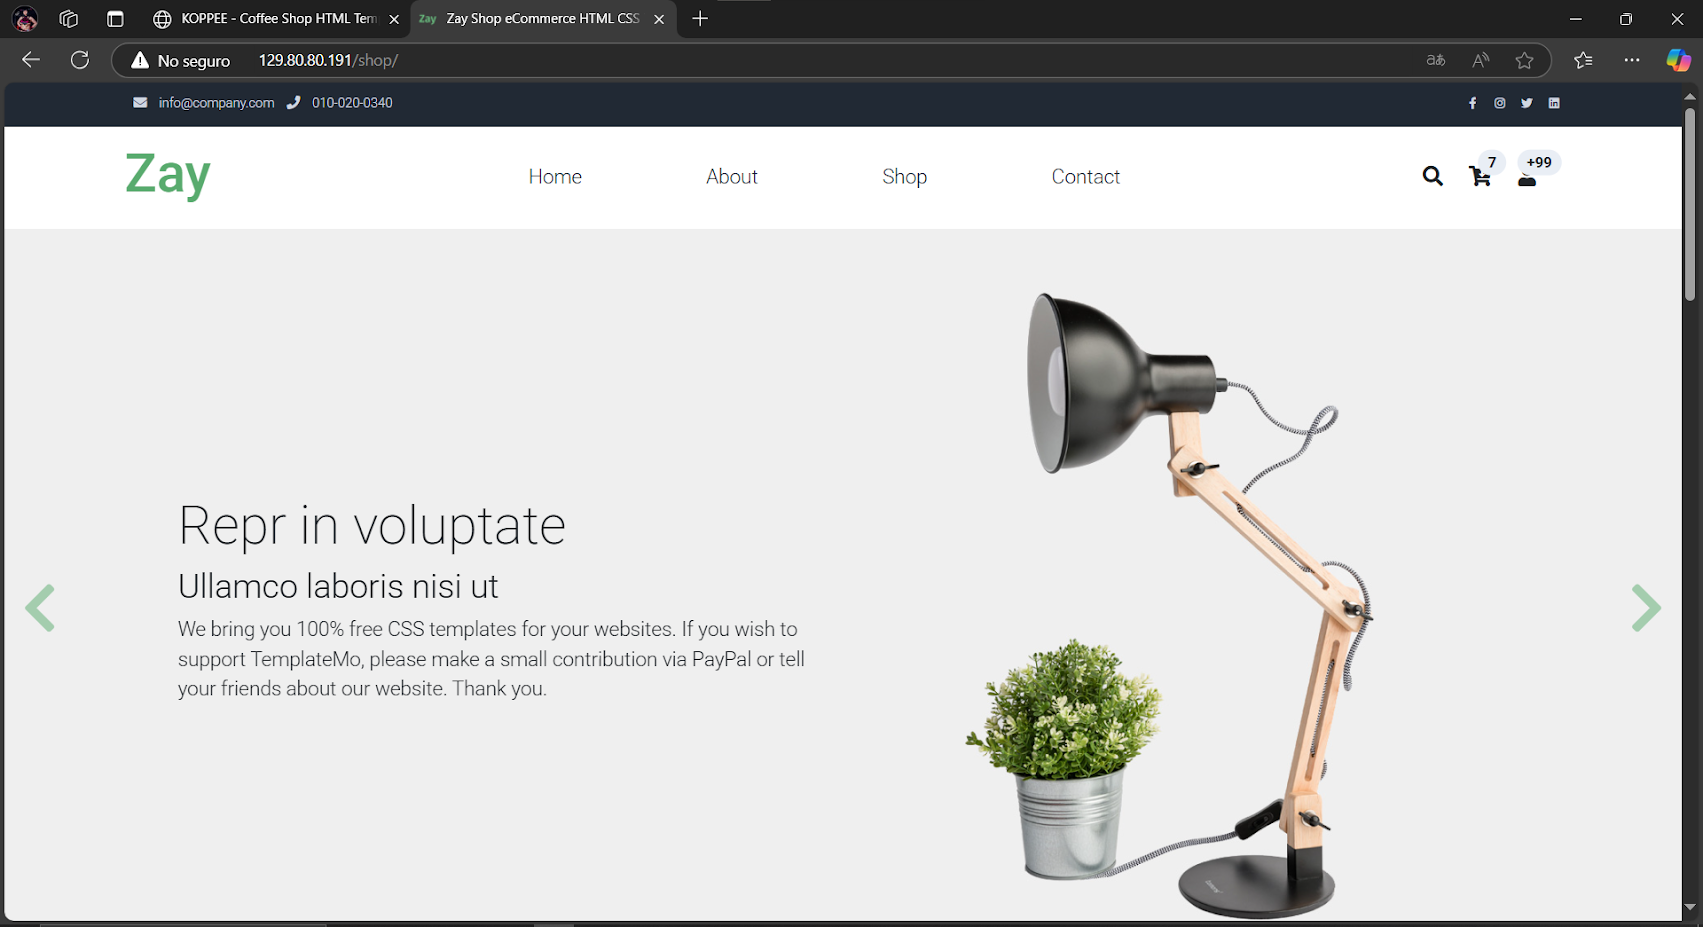 KOPPEE - Coffee Shop HTML Tem
Zay Zay Shop eCommerce HTML CSS
No seguro 129.80.80.191/shop/
info@company.com 010-020-0340
Zay
Home About Shop Contact
7 +99
Repr in voluptate
Ullamco laboris nisi ut
We bring you 100% free CSS templates for your websites. If you wish to
support TemplateMo, please make a small contribution via PayPal or tell
your friends about our website. Thank you.